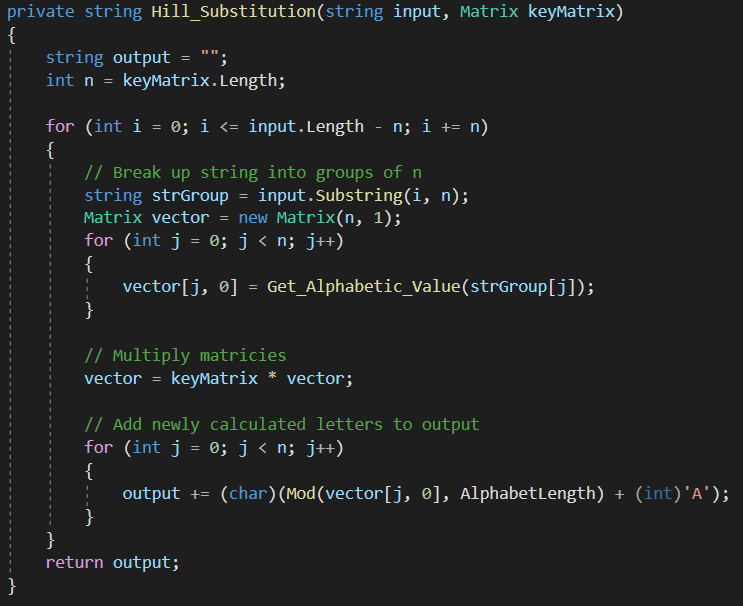 private string Hill_Substitution(string input, Matrix keyMatrix)
{
    string output = "";
    int n = keyMatrix.Length;

    for (int i = 0; i <= input.Length - n; i += n)
    {
        // Break up string into groups of n
        string strGroup = input.Substring(i, n);
        Matrix vector = new Matrix(n, 1);
        for (int j = 0; j < n; j++)
        {
            vector[j, 0] = Get_Alphabetic_Value(strGroup[j]);
        }

        // Multiply matricies
        vector = keyMatrix * vector;

        // Add newly calculated letters to output
        for (int j = 0; j < n; j++)
        {
            output += (char)(Mod(vector[j, 0], AlphabetLength) + (int)'A');
        }
    }
    return output;
}